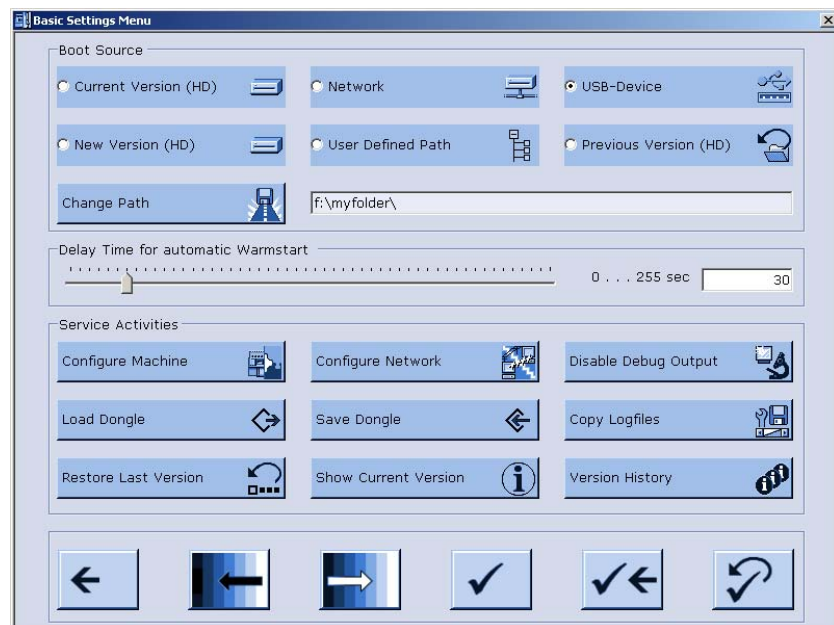 Basic Settings Menu
Boot Source
Current Version (HD)
Network
USB-Device
New Version (HD)
User Defined Path
Previous Version (HD)
Change Path
f:\myfolder\
Delay Time for automatic Warmstart
0 . . . 255 sec
30
Service Activities
Configure Machine
Configure Network
Disable Debug Output
Load Dongle
Save Dongle
Copy Logfiles
Restore Last Version
Show Current Version
Version History